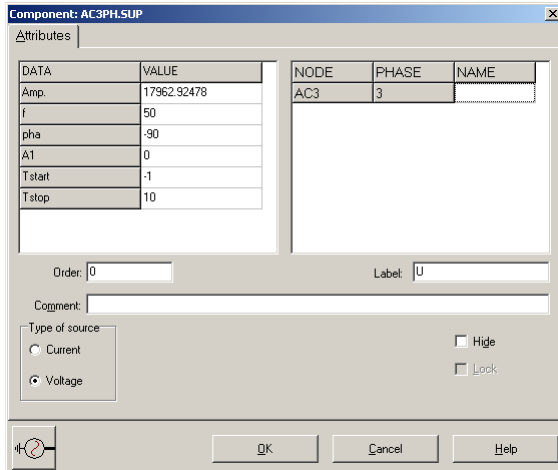 Component: AC3PH.SUP
Attributes
DATA VALUE
Amp. 17962.92478
f 50
pha -90
A1 0
Tstart -1
Tstop 10
NODE PHASE NAME
AC3 3
Order: 0
Label: U
Comment:
Type of source
Current
Voltage
Hide
Lock
OK
Cancel
Help